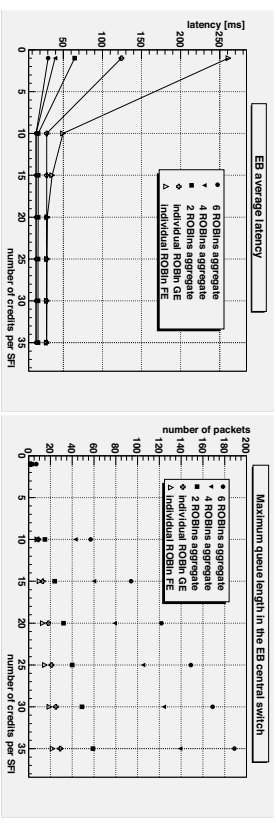 EB average latency
latency [ms]
250
200
150
100
50
0
5
10
15
20
25
30
35
number of credits per SFI
6 ROBIns aggregate
4 ROBIns aggregate
2 ROBIns aggregate
individual ROBIn GE
individual ROBIn FE
Maximum queue length in the EB central switch
number of packets
200
180
160
140
120
100
80
60
40
20
0
0
5
10
15
20
25
30
35
number of credits per SFI
6 ROBIns aggregate
4 ROBIns aggregate
2 ROBIns aggregate
individual ROBIn GE
individual ROBIn FE